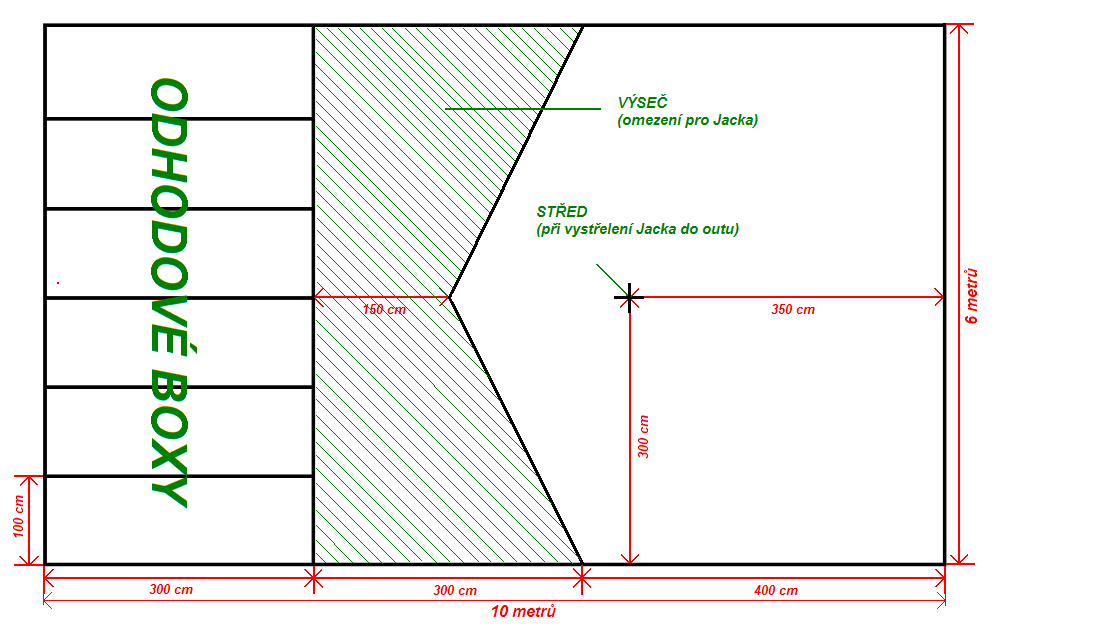 ODHODOVÉ BOXY
VÝSEČ
(omezení pro Jacka)
STŘED
(při vystřelení Jacka do outu)
150 cm
350 cm
6 metrů
300 cm
100 cm
300 cm
300 cm
400 cm
10 metrů